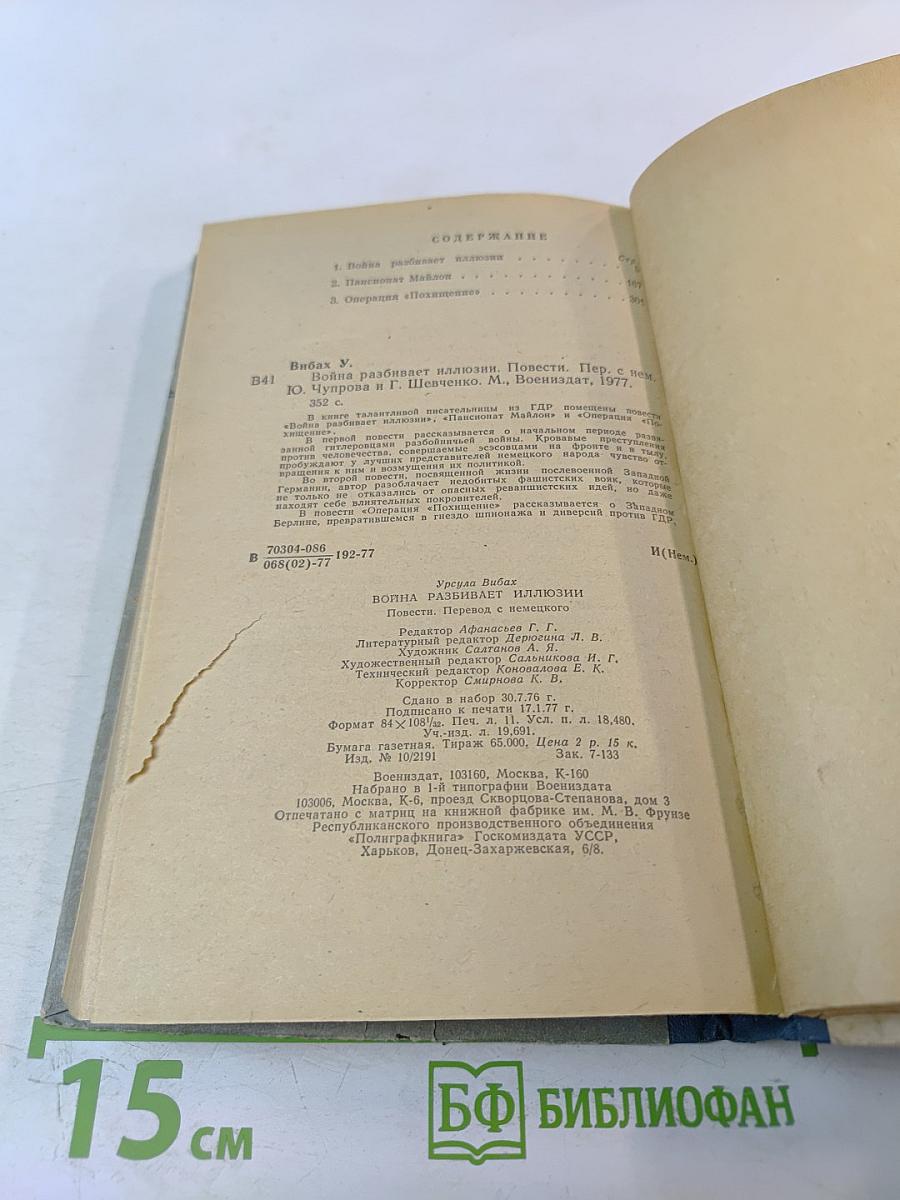 СОДЕРЖАНИЕ
Стр.
1. Война разбивает иллюзии . . . . . . . . 5
2. Пансионат Майлон . . . . . . . . . . . 167
3. Операция «Похищение» . . . . . . . . . .
Вибах У.
В41 Война разбивает иллюзии. Повести. Пер. с нем.
Ю. Чупрова и Г. Шевченко. М., Воениздат, 1977.
352 с.
В книге талантливой писательницы из ГДР помещены повести
«Война разбивает иллюзии», «Пансионат Майлон» и «Операция «По-
хищение».
В первой повести рассказывается о начальном периоде развя-
занной гитлеровцами разбойничьей войны. Кровавые преступления
против человечества, совершаемые эсэсовцами на фронте и в тылу,
пробуждают у лучших представителей немецкого народа чувство от-
вращения к ним и возмущения их политикой.
Во второй повести, посвященной жизни послевоенной Западной
Германии, автор разоблачает недобитых фашистских вояк, которые
не только не отказались от опасных реваншистских идей, но даже
находят себе влиятельных покровителей.
В повести «Операция «Похищение» рассказывается о Западном
Берлине, превратившемся в гнездо шпионажа и диверсий против ГДР.
В 70304-086
068(02)-77 192-77 И(Нем.)
Урсула Вибах
ВОЙНА РАЗБИВАЕТ ИЛЛЮЗИИ
Повести. Перевод с немецкого
Редактор Афанасьев Г. Г.
Литературный редактор Дерюгина Л. В.
Художник Салтанов А. Я.
Художественный редактор Сальникова И. Г.
Технический редактор Коновалова Е. К.
Корректор Смирнова К. В.
Сдано в набор 30.7.76 г.
Подписано к печати 17.1.77 г.
Формат 84×108¹/₃₂. Печ. л. 11. Усл. п. л. 18,480.
Уч.-изд. л. 19,691.
Бумага газетная. Тираж 65.000. Цена 2 р. 15 к.
Изд. № 10/2191 Зак. 7-133
Воениздат, 103160, Москва, К-160
Набрано в 1-й типографии Воениздата
103006, Москва, К-6, проезд Скворцова-Степанова, дом 3
Отпечатано с матриц на книжной фабрике им. М. В. Фрунзе
Республиканского производственного объединения
«Полиграфкнига» Госкомиздата УССР,
Харьков, Донец-Захаржевская, 6/8.
15 см
БФ БИБЛИОФАН